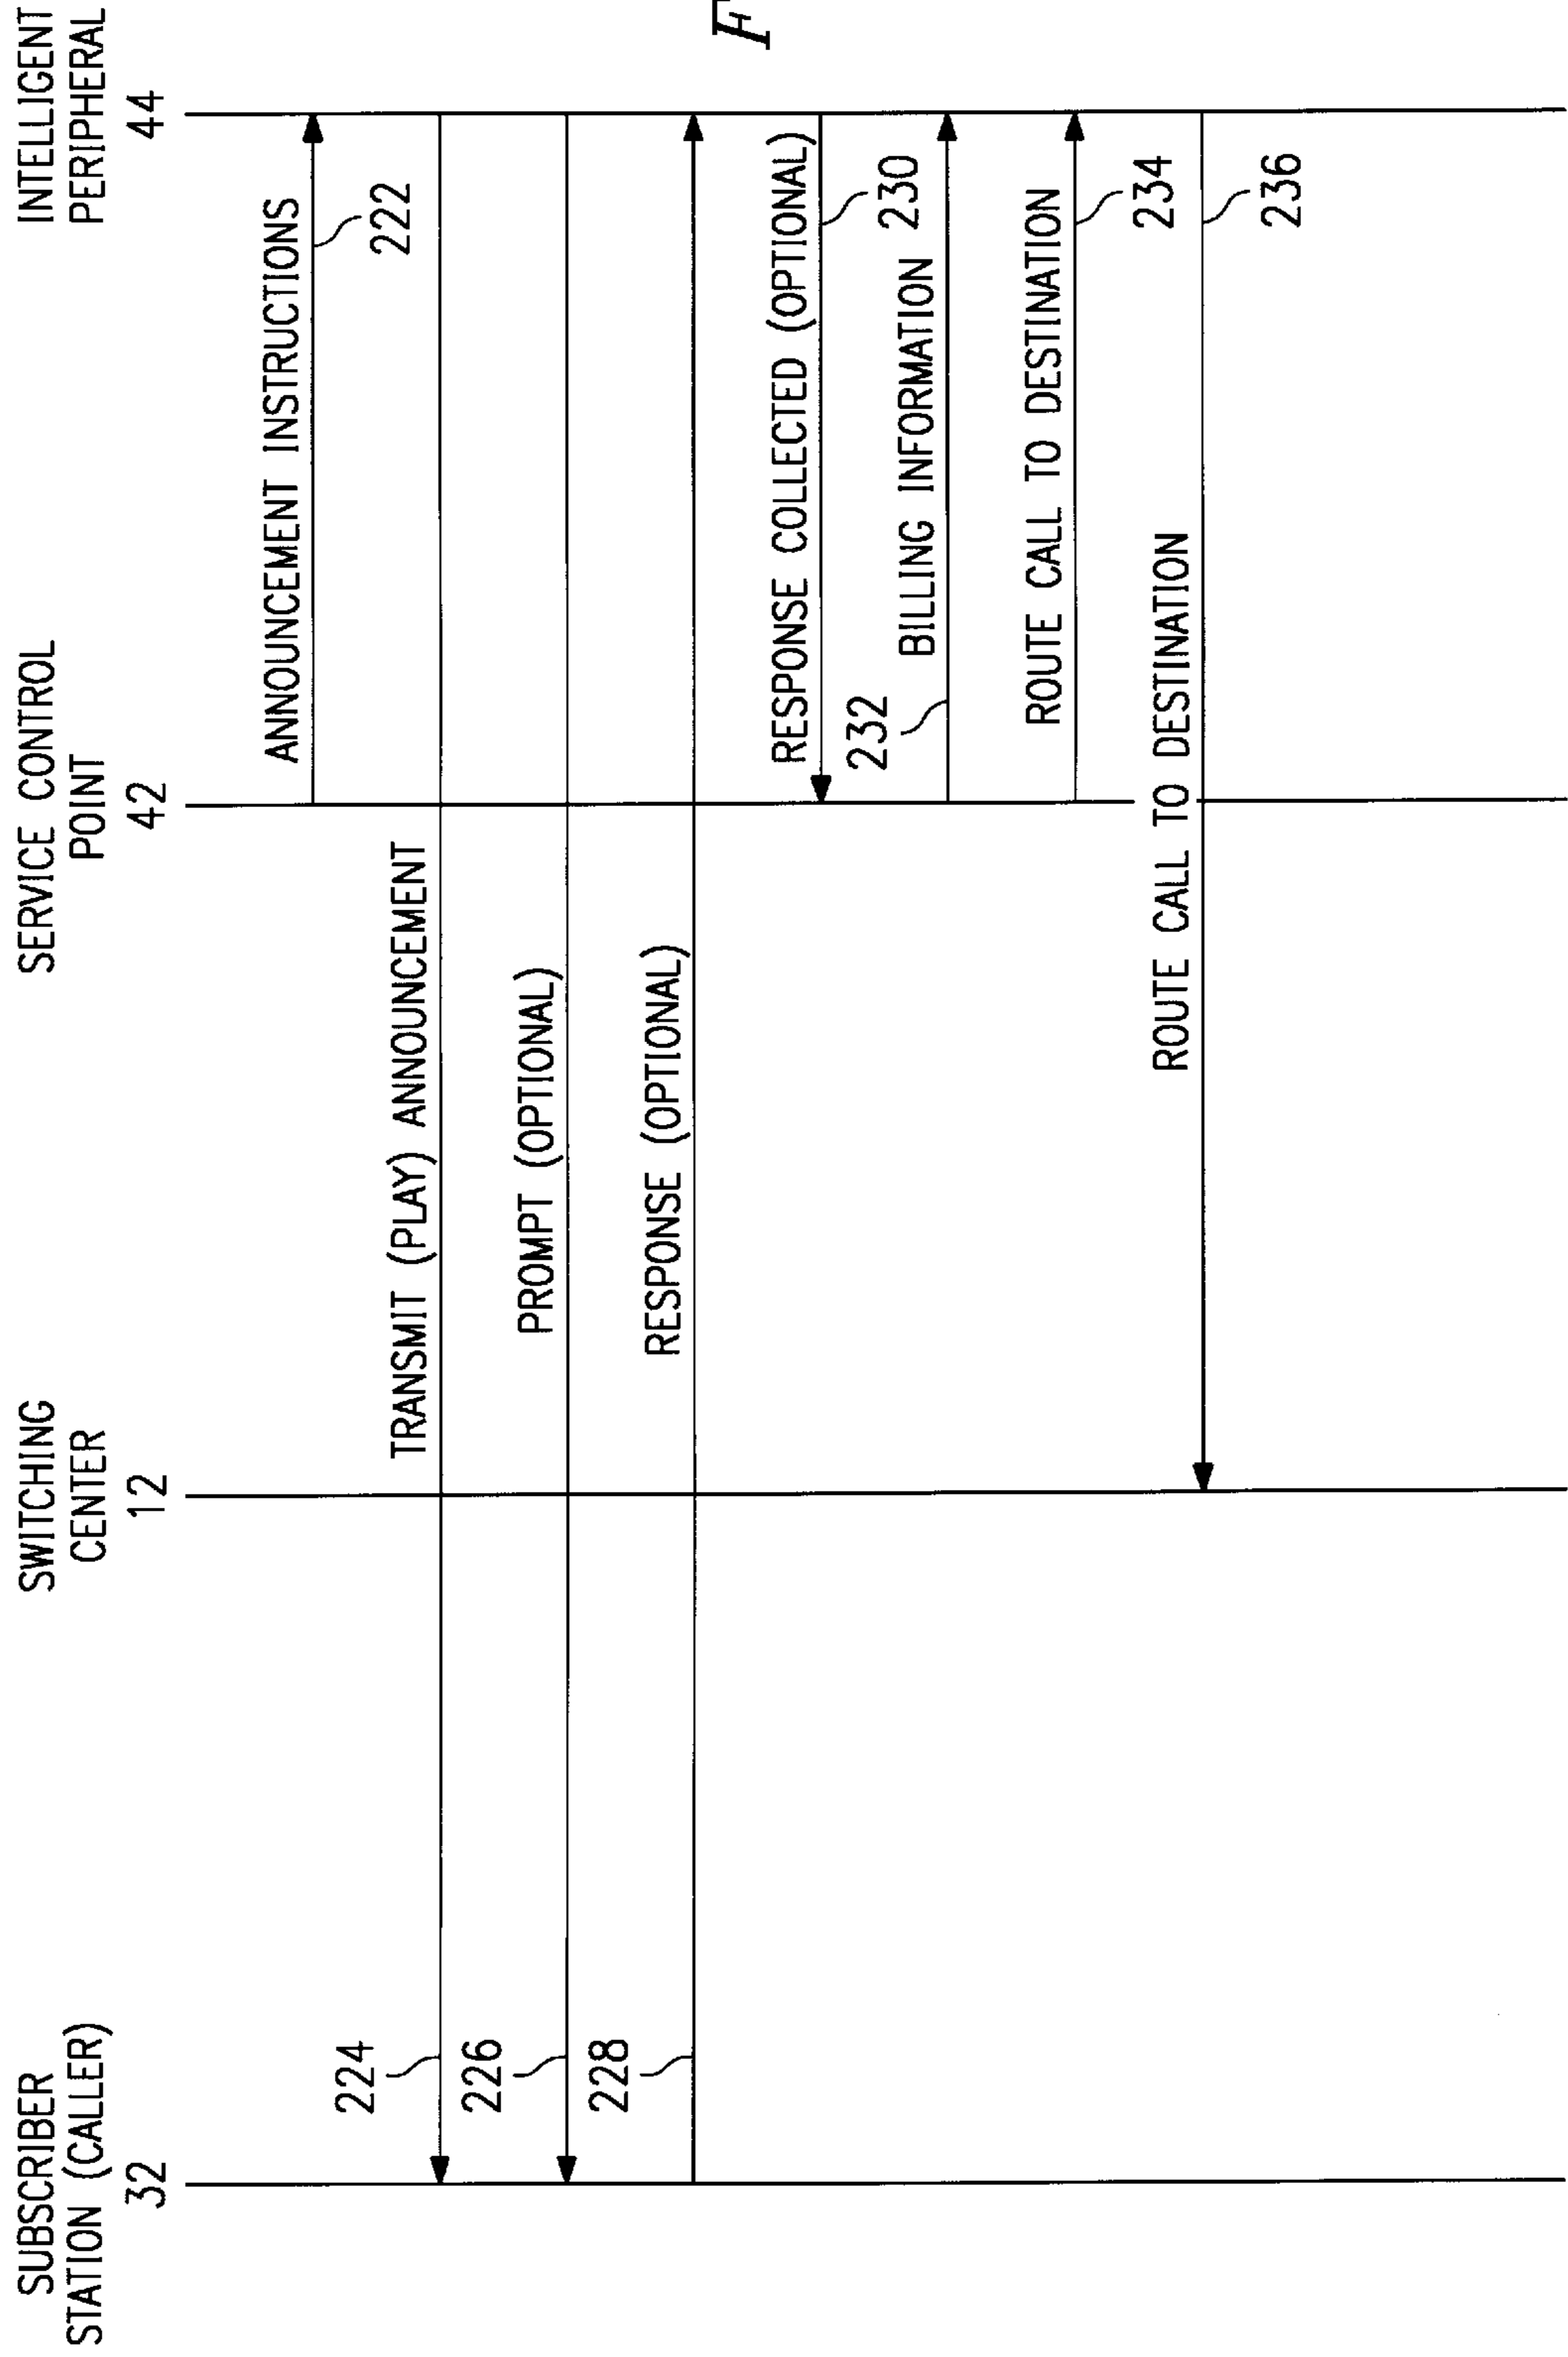 SUBSCRIBER
STATION (CALLER)
32
SWITCHING
CENTER
12
SERVICE CONTROL
POINT
42
INTELLIGENT
PERIPHERAL
44
ANNOUNCEMENT INSTRUCTIONS
222
224
TRANSMIT (PLAY) ANNOUNCEMENT
226
PROMPT (OPTIONAL)
228
RESPONSE (OPTIONAL)
RESPONSE COLLECTED (OPTIONAL)
230
232
BILLING INFORMATION
ROUTE CALL TO DESTINATION
234
ROUTE CALL TO DESTINATION
236
F